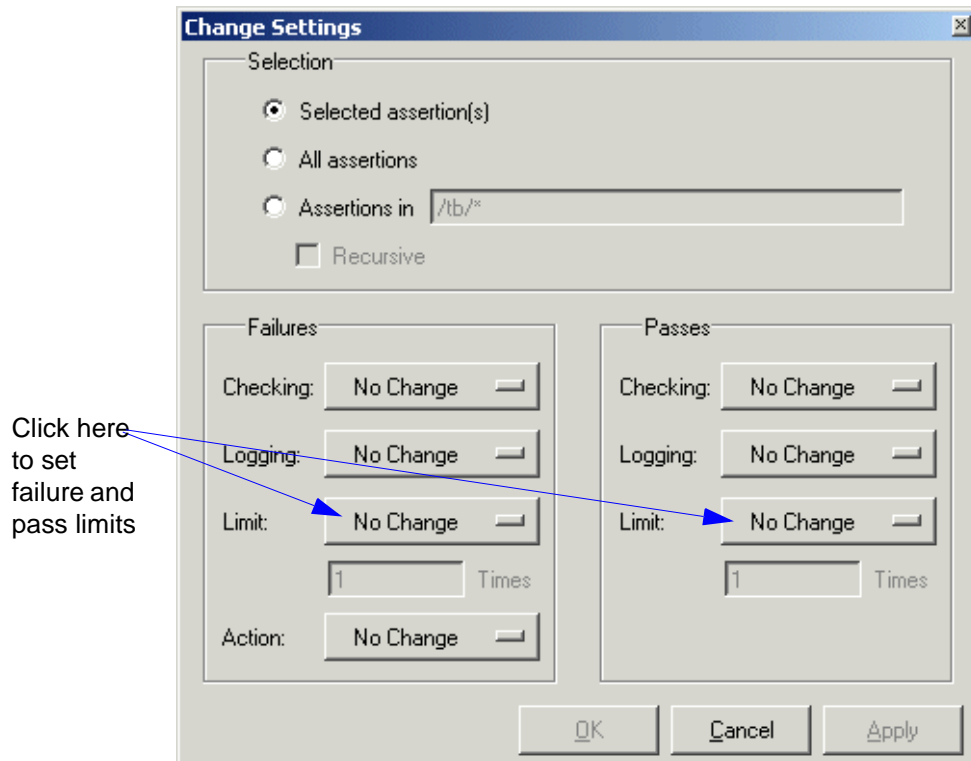 Change Settings
Selection
Selected assertion(s)
All assertions
Assertions in /tb/*
Recursive
Failures
Checking: No Change
Logging: No Change
Limit: No Change
1 Times
Action: No Change
Passes
Checking: No Change
Logging: No Change
Limit: No Change
1 Times
Click here
to set
failure and
pass limits
OK Cancel Apply